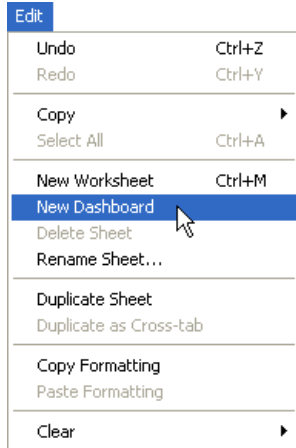 Edit
Undo Ctrl+Z
Redo Ctrl+Y
Copy
Select All Ctrl+A
New Worksheet Ctrl+M
New Dashboard
Delete Sheet
Rename Sheet...
Duplicate Sheet
Duplicate as Cross-tab
Copy Formatting
Paste Formatting
Clear